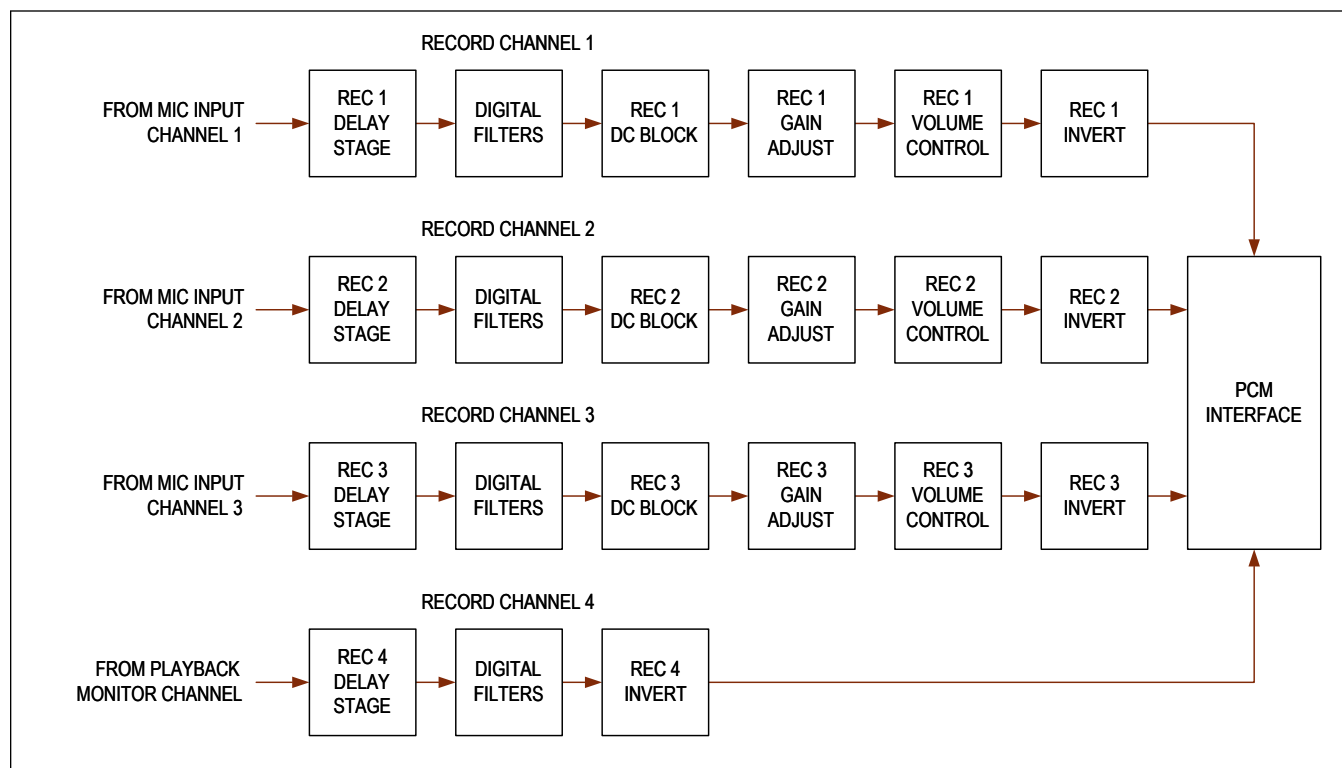 RECORD CHANNEL 1
FROM MIC INPUT
CHANNEL 1
REC 1
DELAY
STAGE
DIGITAL
FILTERS
REC 1
DC BLOCK
REC 1
GAIN
ADJUST
REC 1
VOLUME
CONTROL
REC 1
INVERT
RECORD CHANNEL 2
FROM MIC INPUT
CHANNEL 2
REC 2
DELAY
STAGE
DIGITAL
FILTERS
REC 2
DC BLOCK
REC 2
GAIN
ADJUST
REC 2
VOLUME
CONTROL
REC 2
INVERT
PCM
INTERFACE
RECORD CHANNEL 3
FROM MIC INPUT
CHANNEL 3
REC 3
DELAY
STAGE
DIGITAL
FILTERS
REC 3
DC BLOCK
REC 3
GAIN
ADJUST
REC 3
VOLUME
CONTROL
REC 3
INVERT
RECORD CHANNEL 4
FROM PLAYBACK
MONITOR CHANNEL
REC 4
DELAY
STAGE
DIGITAL
FILTERS
REC 4
INVERT